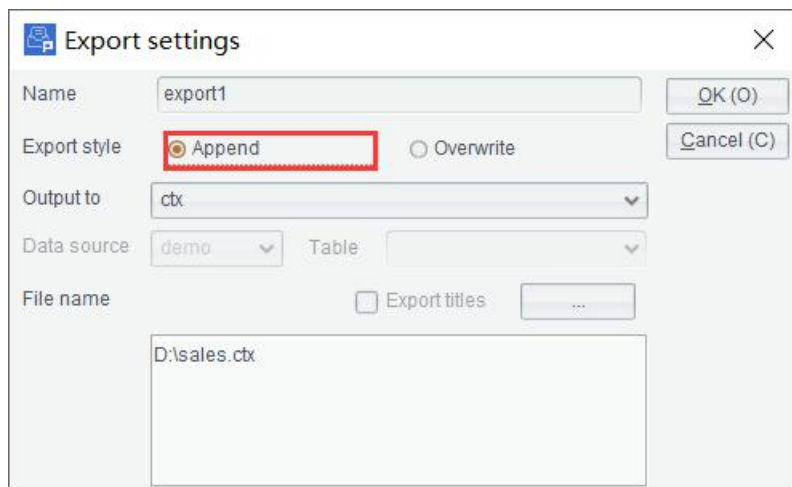 Export settings
Name export1 OK (O)
Export style Append Overwrite Cancel (C)
Output to ctx
Data source demo Table
File name Export titles ...
D:\sales.ctx